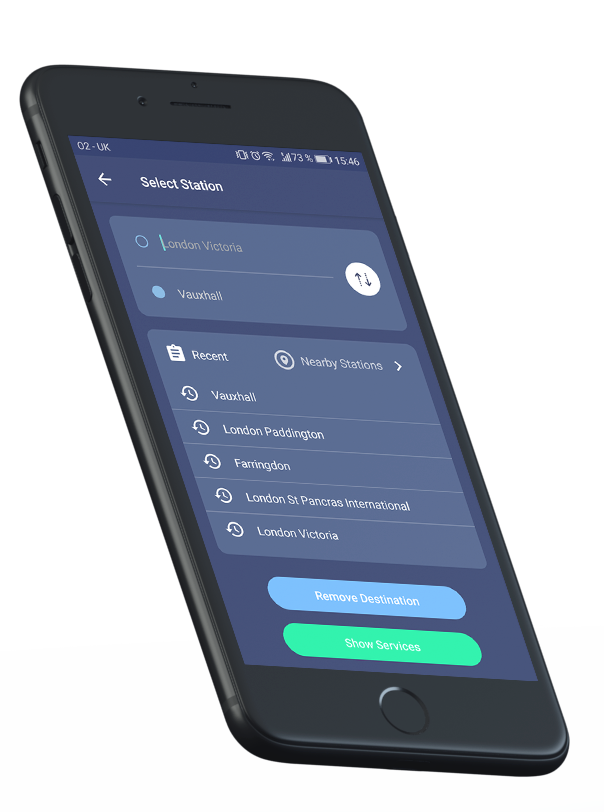 02 - UK 73 % 15:46
Select Station
London Victoria
Vauxhall
Recent Nearby Stations
Vauxhall
London Paddington
Farringdon
London St Pancras International
London Victoria
Remove Destination
Show Services